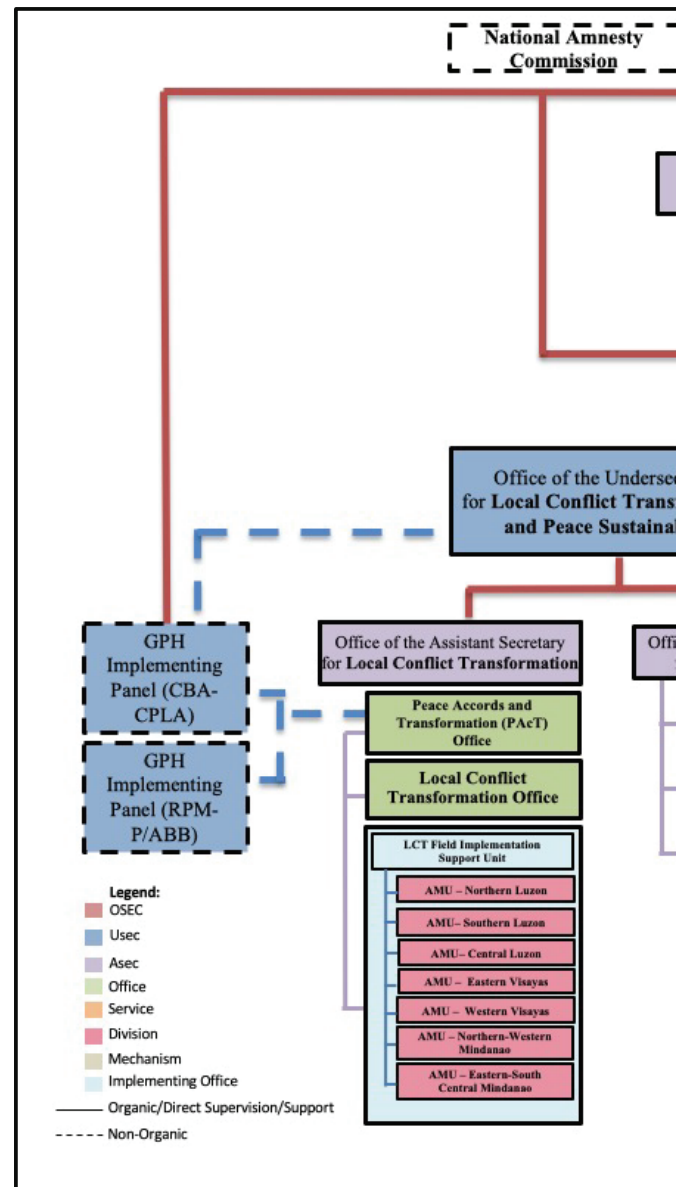 National Amnesty
Commission
Office of the
for Local Conflict
and Peace
GPH
Implementing
Panel (CBA-
CPLA)
GPH
Implementing
Panel (RPM-
P/ABB)
Office of the Assistant Secretary
for Local Conflict Transformation
Peace Accords and
Transformation (PAcT)
Office
Local Conflict
Transformation Office
LCT Field Implementation
Support Unit
AMU – Northern Luzon
AMU– Southern Luzon
AMU– Central Luzon
AMU – Eastern Visayas
AMU – Western Visayas
AMU – Northern-Western
Mindanao
AMU – Eastern-South
Central Mindanao
Legend:
OSEC
Usec
Asec
Office
Service
Division
Mechanism
Implementing Office
Organic/Direct Supervision/Support
Non-Organic